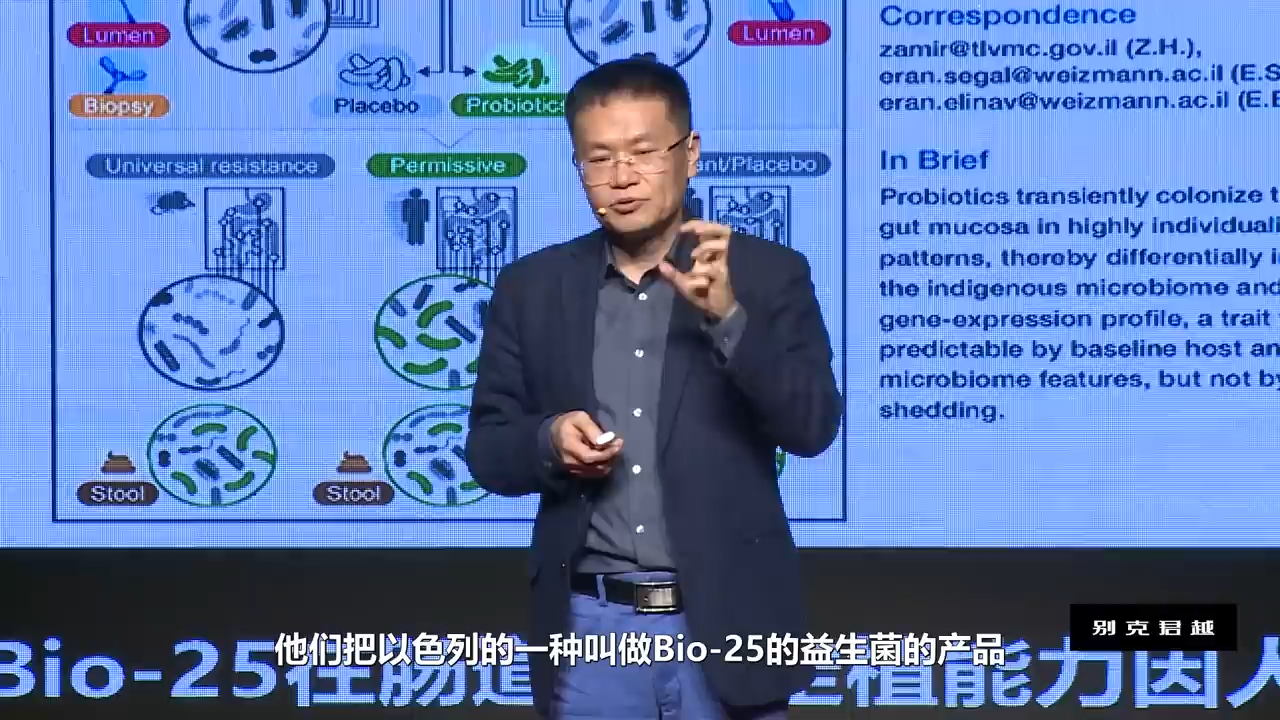 Lumen
Biopsy
Placebo
Probiotics
Lumen
Universal resistance
Permissive
ant/Placebo
Stool
Stool
Correspondence
zamir@tlvmc.gov.il (Z.H.),
eran.segal@weizmann.ac.il (E.S
eran.elinav@weizmann.ac.il (E.E
In Brief
Probiotics transiently colonize t
gut mucosa in highly individuali
patterns, thereby differentially i
the indigenous microbiome and
gene-expression profile, a trait
predictable by baseline host an
microbiome features, but not by
shedding.
别克君越
他们把以色列的一种叫做Bio-25的益生菌的产品
Bio-25在肠道 定植能力因人